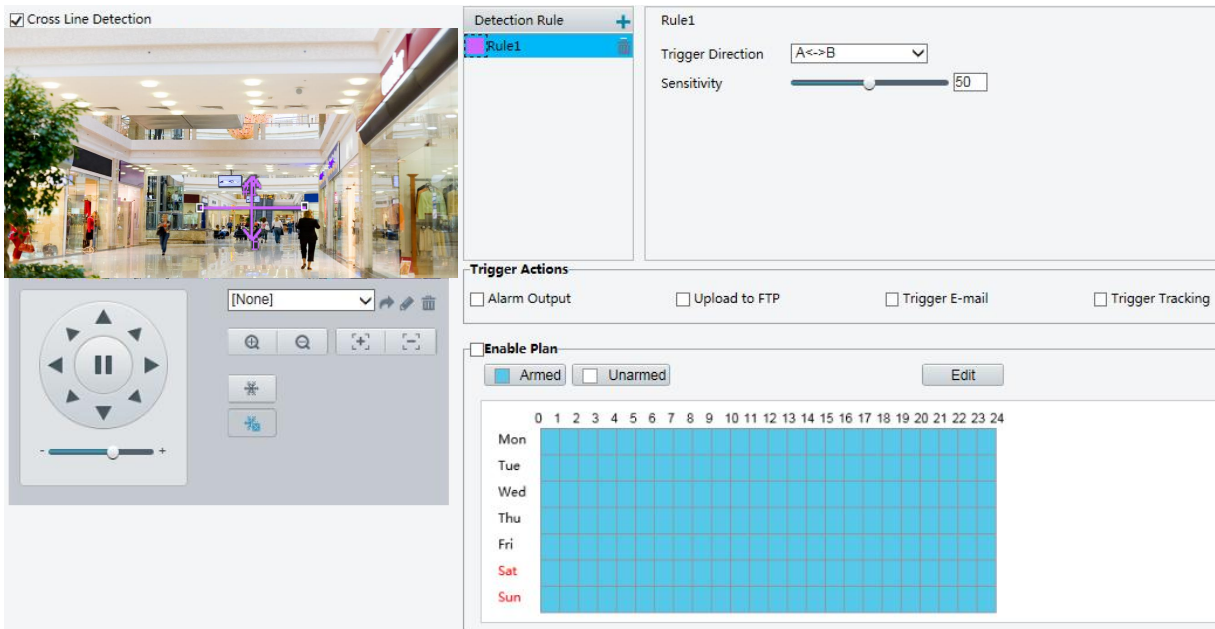 Cross Line Detection
Detection Rule
Rule1
Rule1
Trigger Direction A<->B
Sensitivity 50
[None]
- +
Trigger Actions
Alarm Output Upload to FTP Trigger E-mail Trigger Tracking
Enable Plan
Armed Unarmed Edit
0 1 2 3 4 5 6 7 8 9 10 11 12 13 14 15 16 17 18 19 20 21 22 23 24
Mon
Tue
Wed
Thu
Fri
Sat
Sun